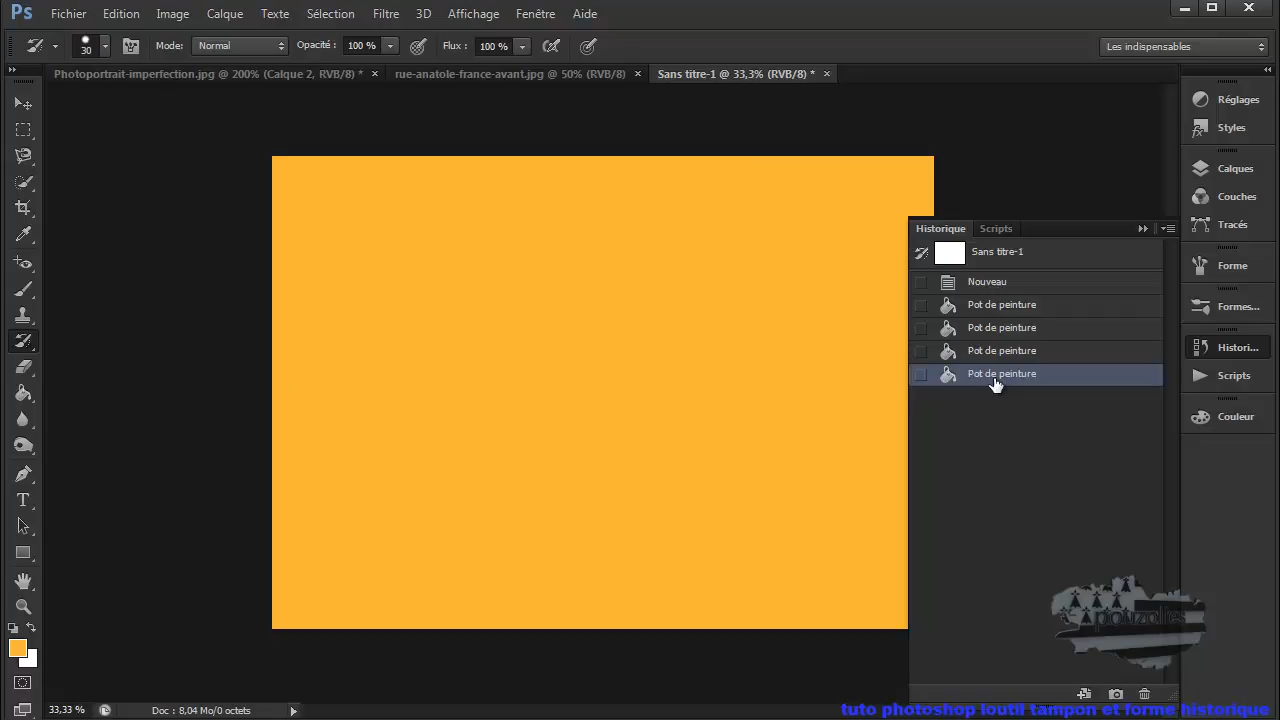 Ps Fichier Edition Image Calque Texte Sélection Filtre 3D Affichage Fenêtre Aide
30 Mode: Normal Opacité : 100 % Flux : 100 % Les indispensables
Photoportrait-imperfection.jpg @ 200% (Calque 2, RVB/8) * × rue-anatole-france-avant.jpg @ 50% (RVB/8) × Sans titre-1 @ 33,3% (RVB/8) * ×
Réglages
Styles
Calques
Couches
Tracés
Forme
Formes...
Histori...
Scripts
Couleur
Historique Scripts
Sans titre-1
Nouveau
Pot de peinture
Pot de peinture
Pot de peinture
Pot de peinture
pouzelles
33,33 % Doc : 8,04 Mo/0 octets
tuto photoshop loutil tampon et forme historique